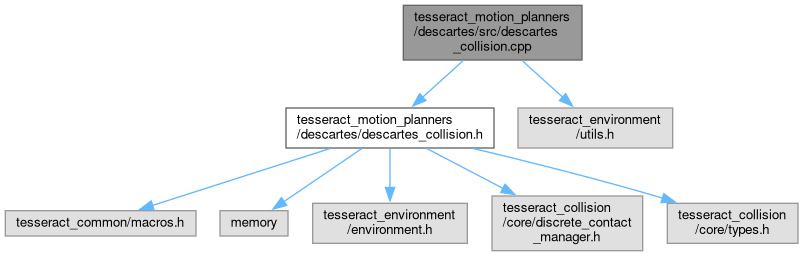 tesseract_motion_planners
/descartes/src/descartes
_collision.cpp
tesseract_motion_planners
/descartes/descartes_collision.h
tesseract_environment
/utils.h
tesseract_common/macros.h
memory
tesseract_environment
/environment.h
tesseract_collision
/core/discrete_contact
_manager.h
tesseract_collision
/core/types.h